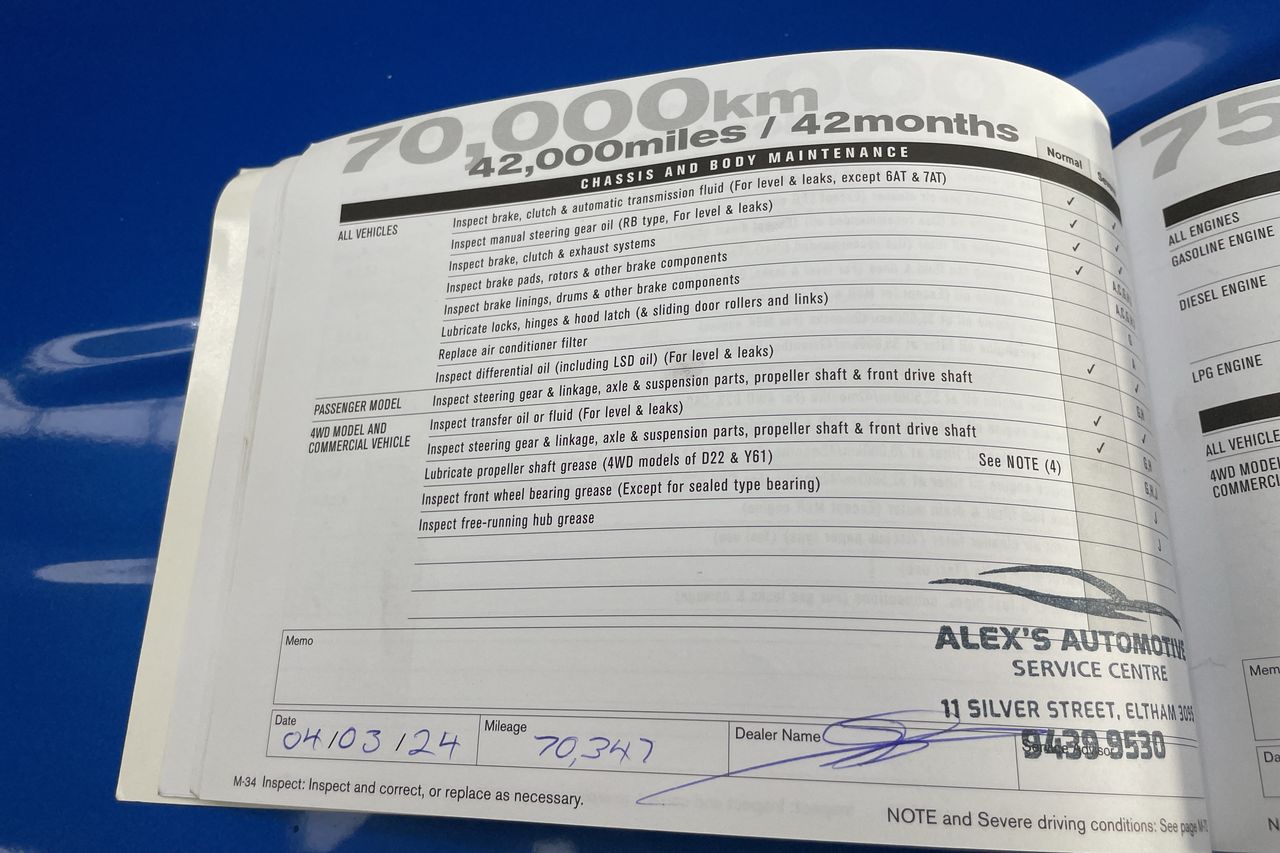 70,000km
42,000miles / 42months
CHASSIS AND BODY MAINTENANCE
Normal
ALL VEHICLES
Inspect brake, clutch & automatic transmission fluid (For level & leaks, except 6AT & 7AT) ✓ ✓
Inspect manual steering gear oil (RB type, For level & leaks) ✓ ✓
Inspect brake, clutch & exhaust systems ✓ ✓
Inspect brake pads, rotors & other brake components ✓
Inspect brake linings, drums & other brake components
Lubricate locks, hinges & hood latch (& sliding door rollers and links)
Replace air conditioner filter
Inspect differential oil (including LSD oil) (For level & leaks) ✓ ✓
PASSENGER MODEL
Inspect steering gear & linkage, axle & suspension parts, propeller shaft & front drive shaft G,H
4WD MODEL AND
COMMERCIAL VEHICLE
Inspect transfer oil or fluid (For level & leaks) ✓ ✓
Inspect steering gear & linkage, axle & suspension parts, propeller shaft & front drive shaft ✓ G,H
Lubricate propeller shaft grease (4WD models of D22 & Y61) See NOTE (4) G,H,J
Inspect front wheel bearing grease (Except for sealed type bearing) J
Inspect free-running hub grease J
Memo
ALEX'S AUTOMOTIVE
SERVICE CENTRE
11 SILVER STREET, ELTHAM 3095
9439 9530
Date
04/03/24
Mileage
70,347
Dealer Name
Service Advisor
M-34 Inspect: Inspect and correct, or replace as necessary.
NOTE and Severe driving conditions: See page
75
ALL ENGINES
GASOLINE ENGINE
DIESEL ENGINE
LPG ENGINE
ALL VEHICLE
4WD MODEL
COMMERCI
Mem
Da
N